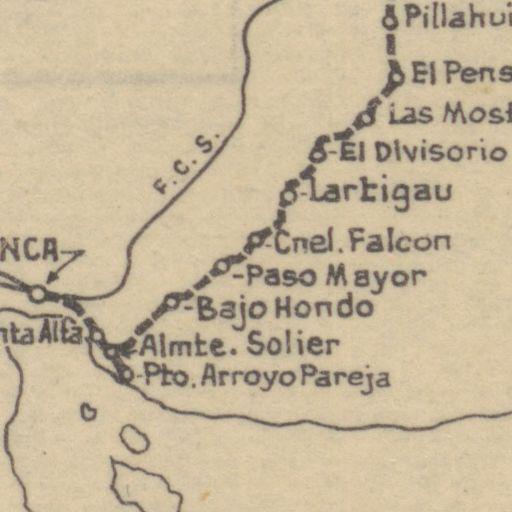 Pillahui
El Pens
Las Most
F.C.S.
El Divisorio
Lartigau
NCA
Cnel. Falcon
Paso Mayor
Bajo Hondo
nta Alta
Almte. Solier
Pto. Arroyo Pareja